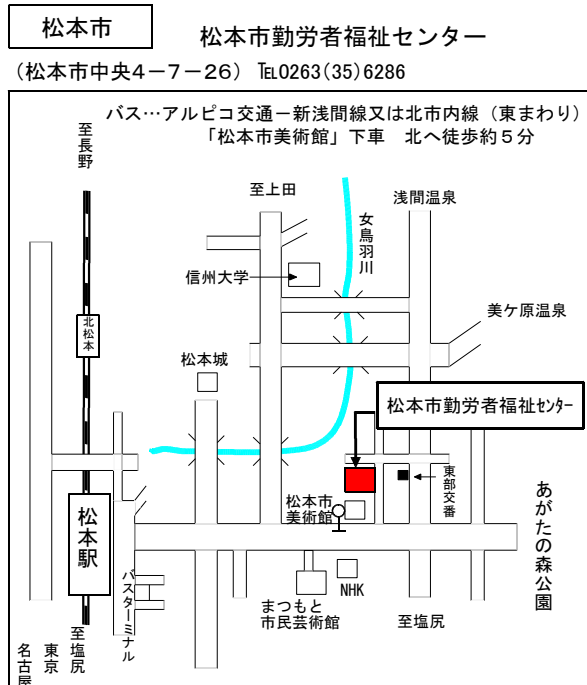 松本市
松本市勤労者福祉センター
（松本市中央4－7－26） ℡0263(35)6286
バス…アルピコ交通－新浅間線又は北市内線（東まわり）
「松本市美術館」下車　北へ徒歩約５分
至長野
至上田
女鳥羽川
浅間温泉
信州大学
美ケ原温泉
北松本
松本城
松本市勤労者福祉ｾﾝﾀｰ
東部交番
あがたの森公園
松本市
美術館
松本駅
バスターミナル
NHK
まつもと
市民芸術館
至塩尻
至塩尻
東京
名古屋